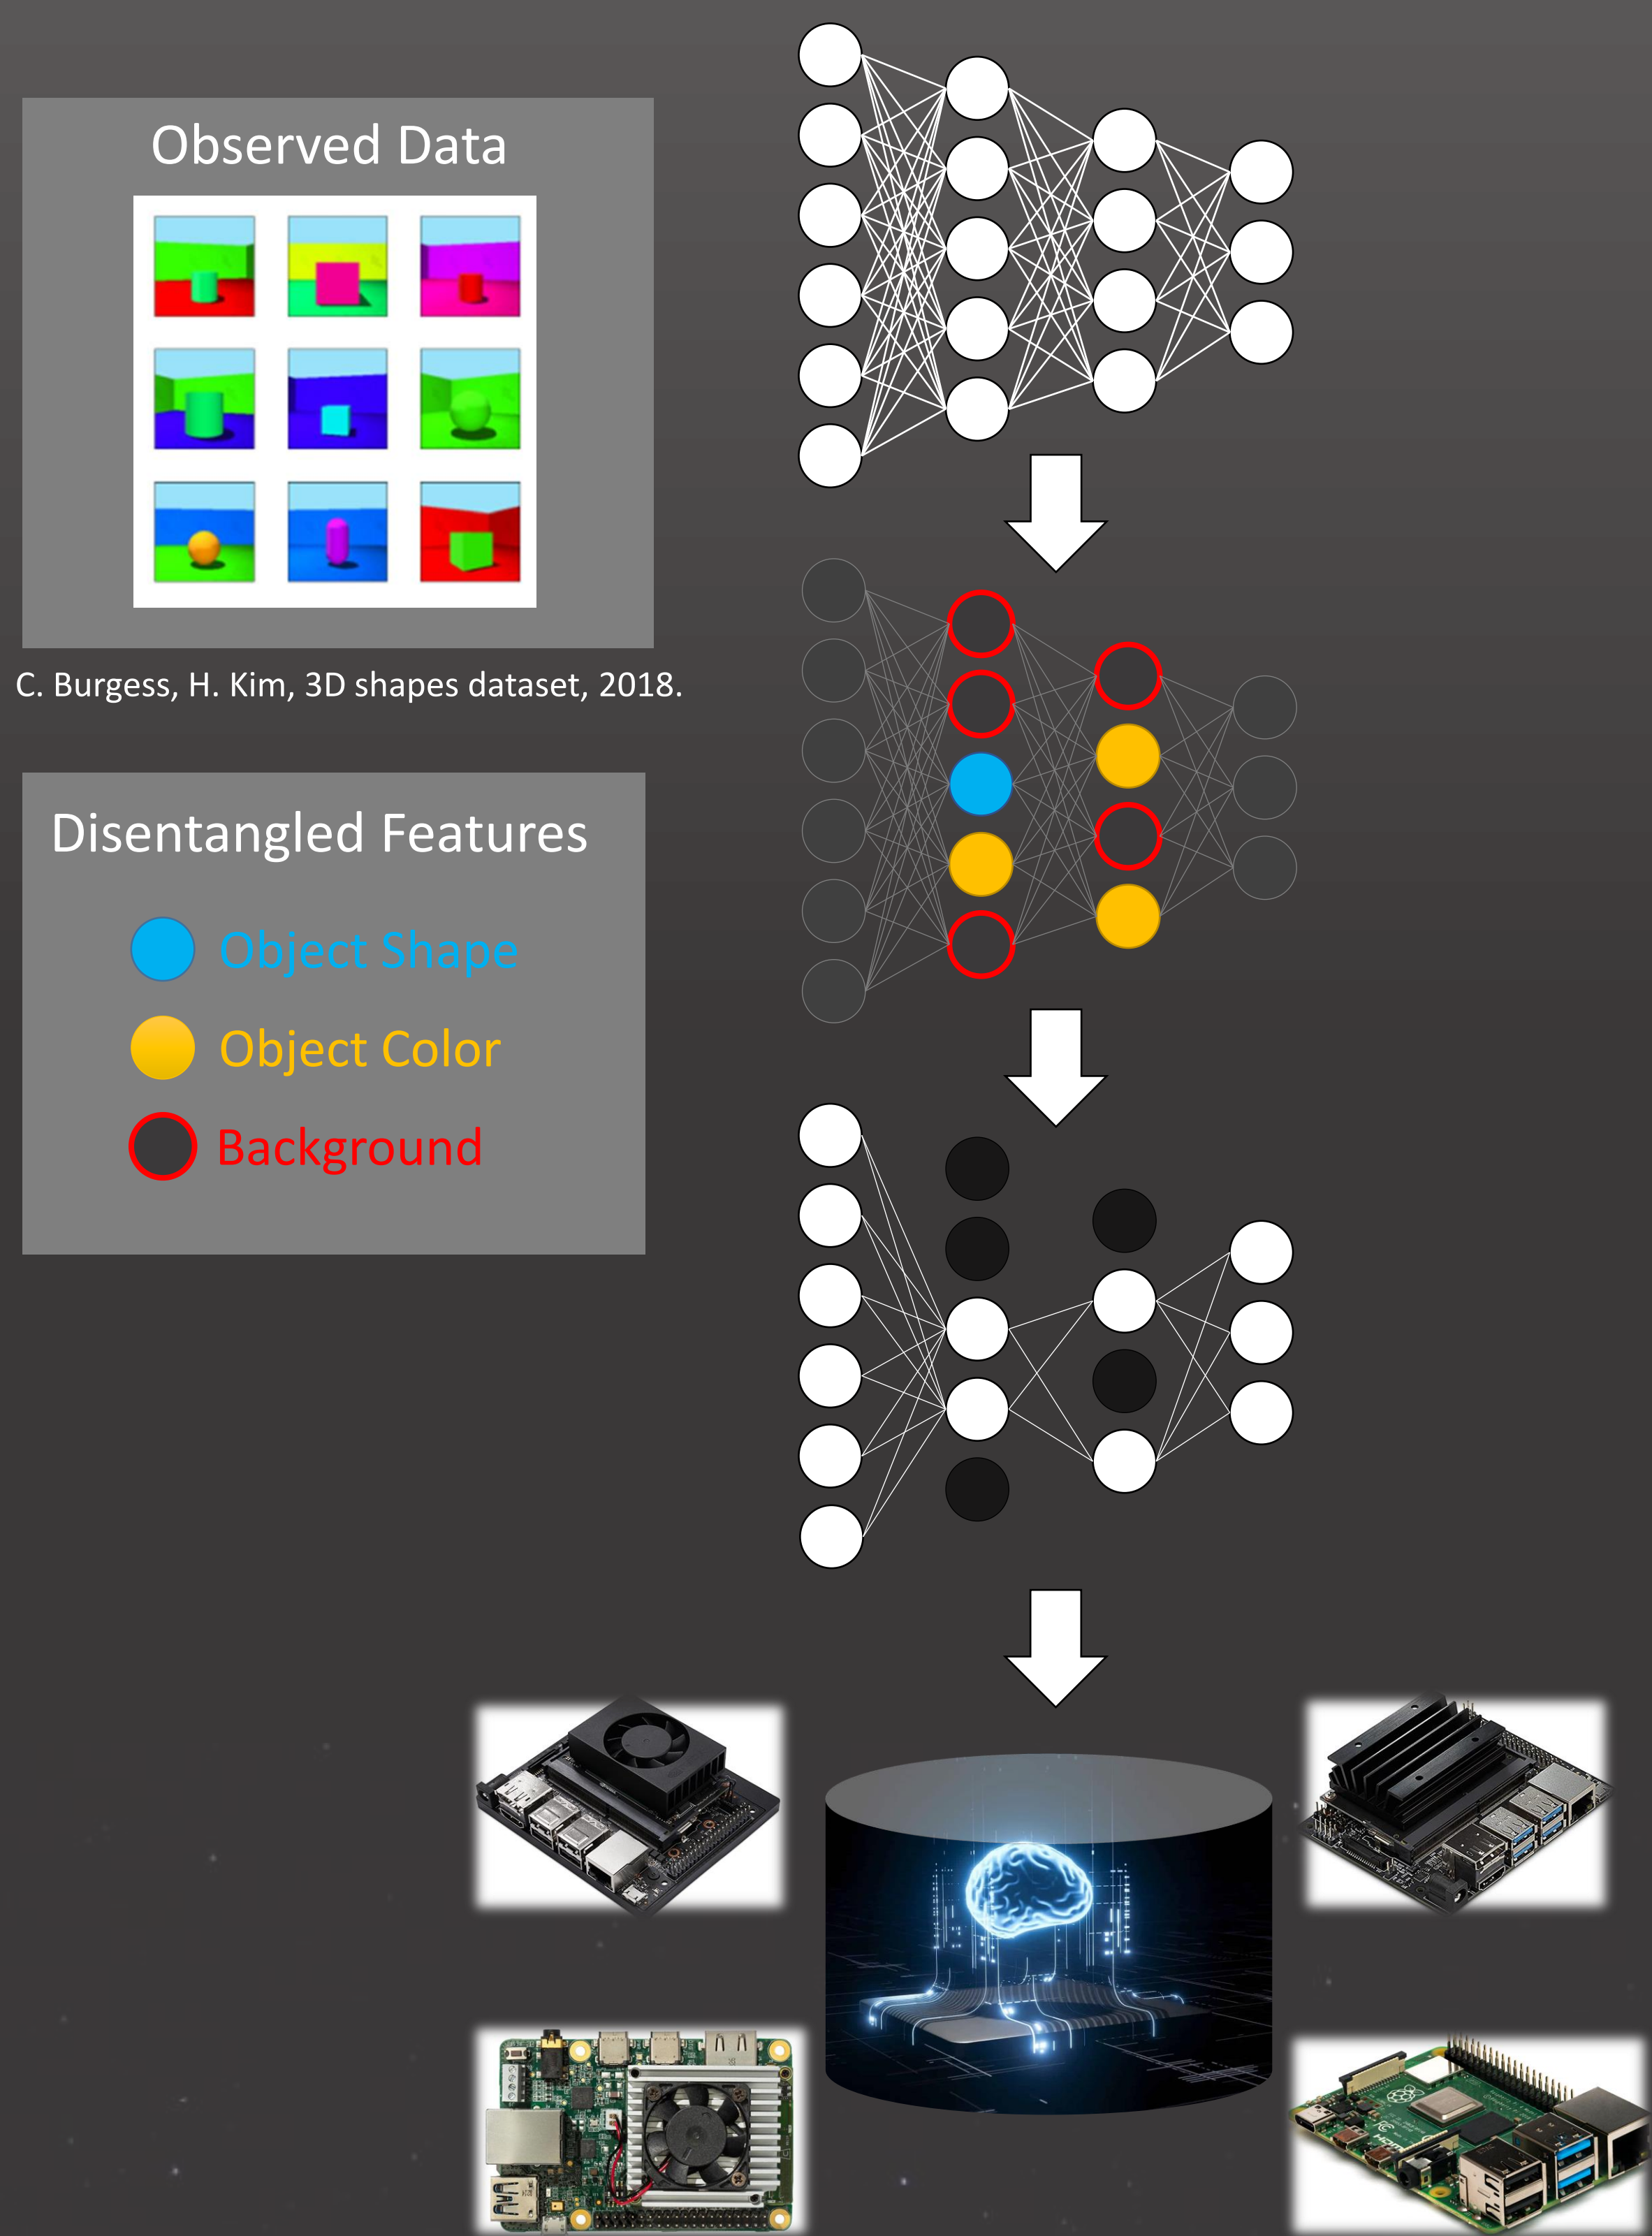 Observed Data
C. Burgess, H. Kim, 3D shapes dataset, 2018.
Disentangled Features
Object Shape
Object Color
Background